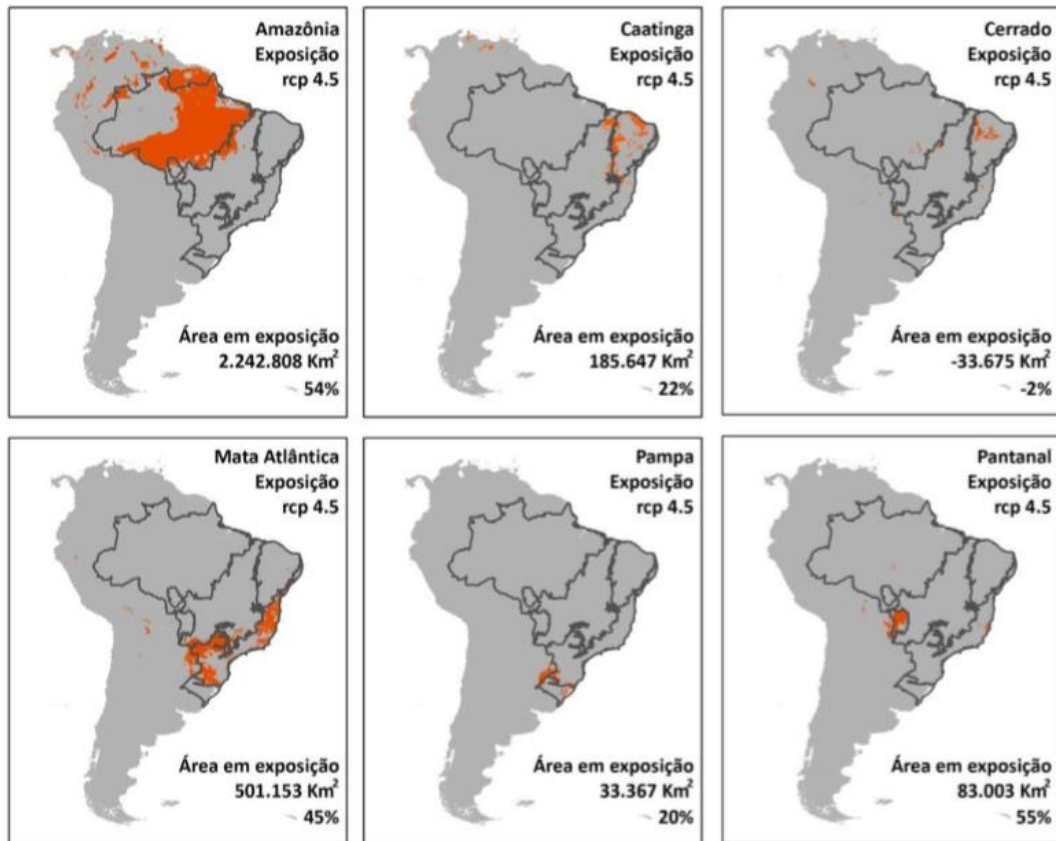 Amazônia
Exposição
rcp 4.5
Área em exposição
2.242.808 Km²
54%
Caatinga
Exposição
rcp 4.5
Área em exposição
185.647 Km²
22%
Cerrado
Exposição
rcp 4.5
Área em exposição
-33.675 Km²
-2%
Mata Atlântica
Exposição
rcp 4.5
Área em exposição
501.153 Km²
45%
Pampa
Exposição
rcp 4.5
Área em exposição
33.367 Km²
20%
Pantanal
Exposição
rcp 4.5
Área em exposição
83.003 Km²
55%